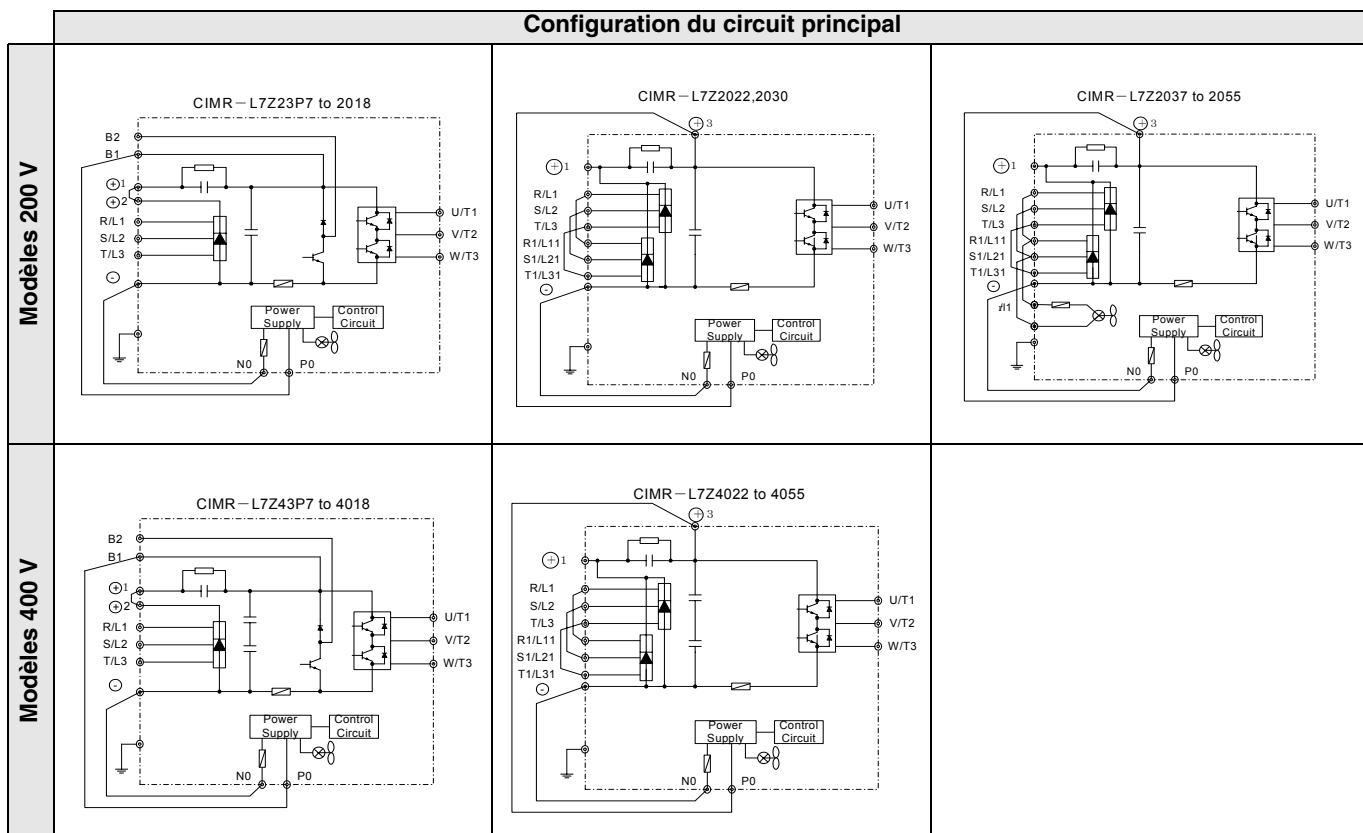 Configuration du circuit principal
Modèles 200 V
CIMR－L7Z23P7 to 2018
B2
B1
+1
+2
R/L1
S/L2
T/L3
-
U/T1
V/T2
W/T3
Power Supply
Control Circuit
N0
P0
CIMR－L7Z2022,2030
+3
+1
R/L1
S/L2
T/L3
R1/L11
S1/L21
T1/L31
-
U/T1
V/T2
W/T3
Power Supply
Control Circuit
N0
P0
CIMR－L7Z2037 to 2055
+3
+1
R/L1
S/L2
T/L3
R1/L11
S1/L21
T1/L31
-
U/T1
V/T2
W/T3
Power Supply
Control Circuit
N0
P0
Modèles 400 V
CIMR－L7Z43P7 to 4018
B2
B1
+1
+2
R/L1
S/L2
T/L3
-
U/T1
V/T2
W/T3
Power Supply
Control Circuit
N0
P0
CIMR－L7Z4022 to 4055
+3
+1
R/L1
S/L2
T/L3
R1/L11
S1/L21
T1/L31
-
U/T1
V/T2
W/T3
Power Supply
Control Circuit
N0
P0